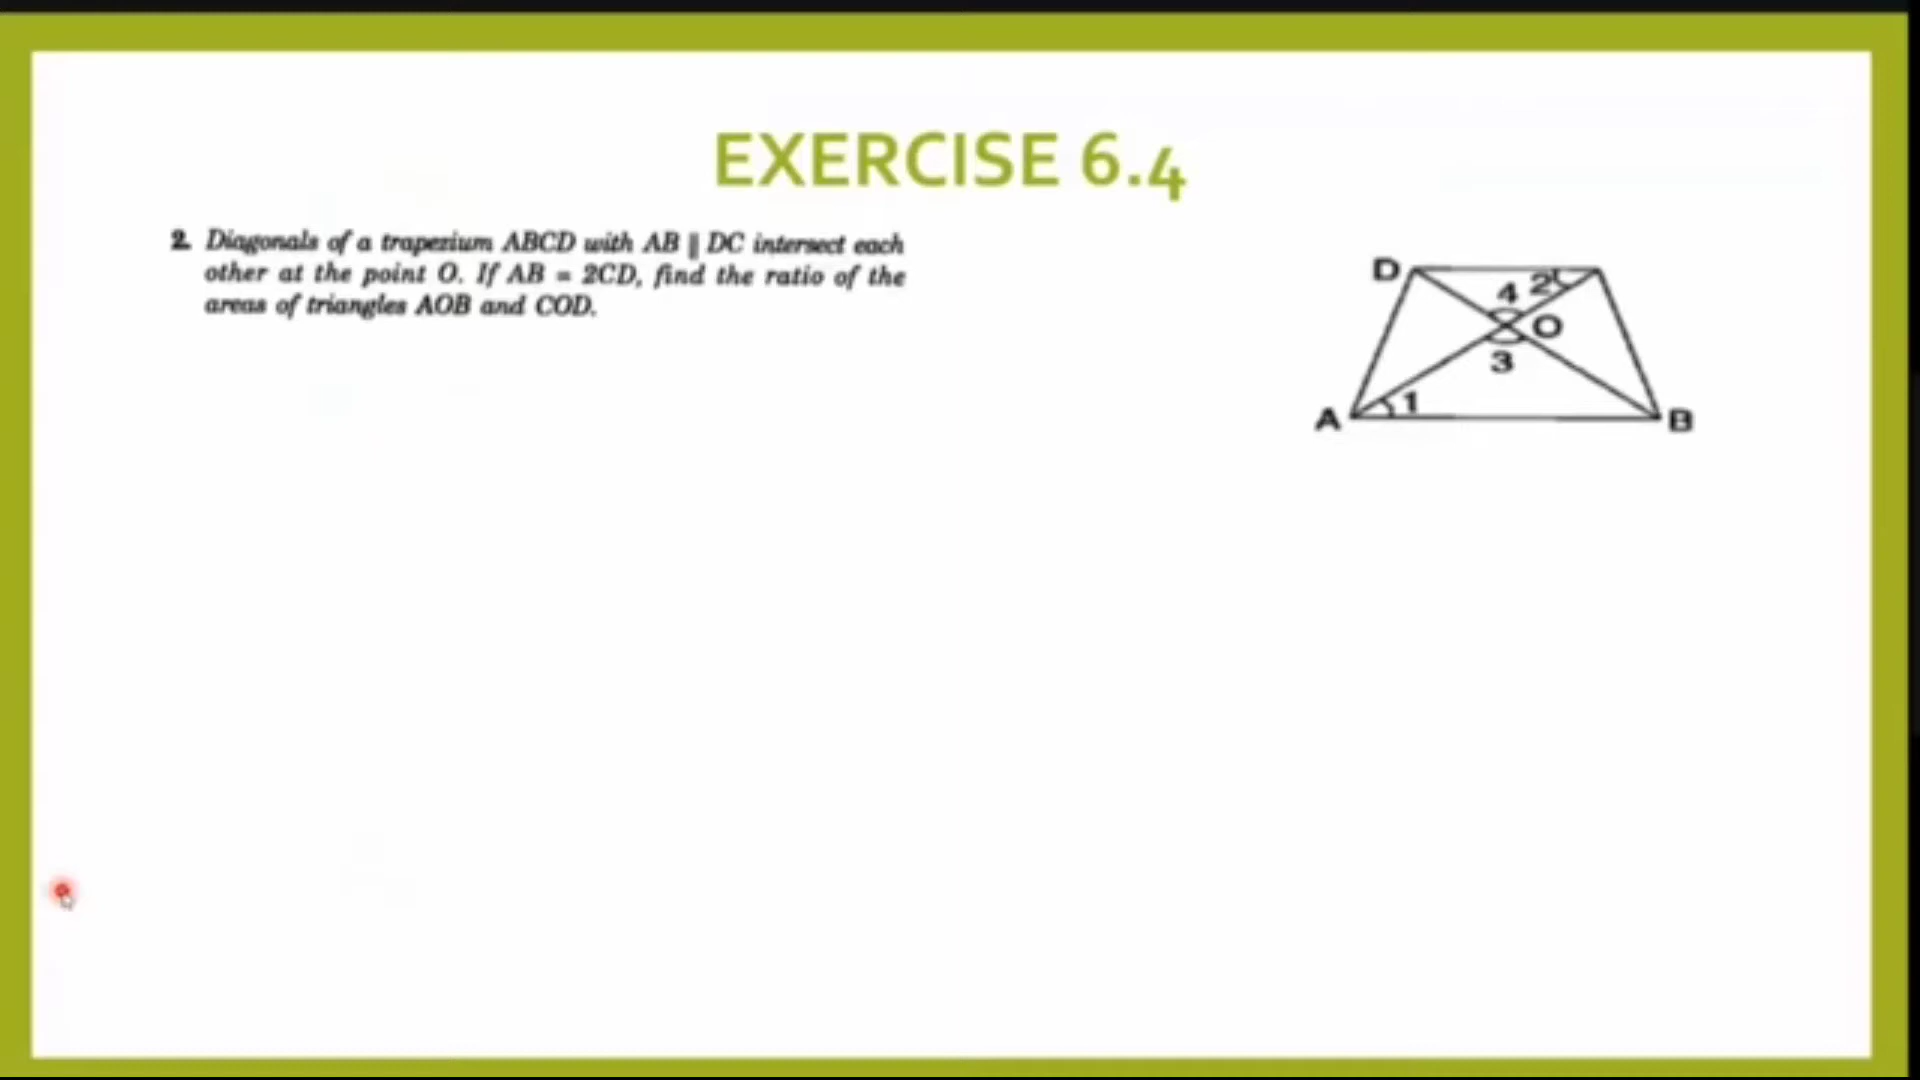 EXERCISE 6.4
2. Diagonals of a trapezium ABCD with AB || DC intersect each
other at the point O. If AB = 2CD, find the ratio of the
areas of triangles AOB and COD.
D
4 2
O
3
1
A
B